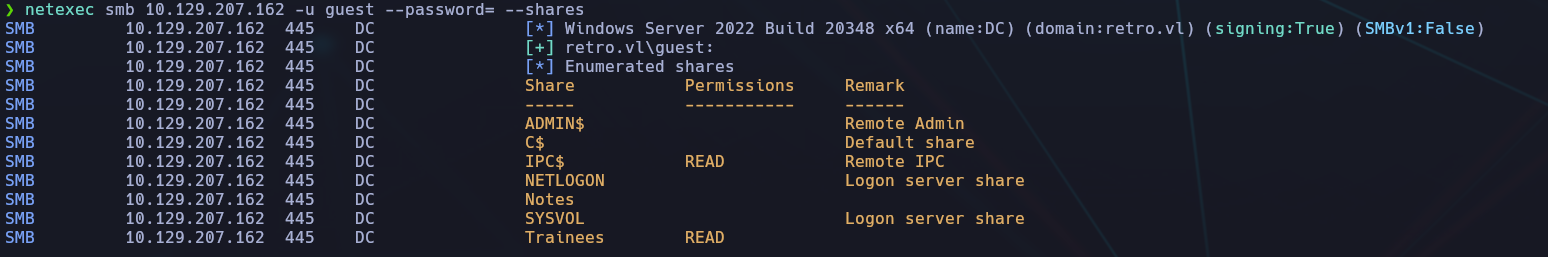 ❯ netexec smb 10.129.207.162 -u guest --password= --shares
SMB 10.129.207.162 445 DC [*] Windows Server 2022 Build 20348 x64 (name:DC) (domain:retro.vl) (signing:True) (SMBv1:False)
SMB 10.129.207.162 445 DC [+] retro.vl\guest:
SMB 10.129.207.162 445 DC [*] Enumerated shares
SMB 10.129.207.162 445 DC Share Permissions Remark
SMB 10.129.207.162 445 DC ----- ----------- ------
SMB 10.129.207.162 445 DC ADMIN$ Remote Admin
SMB 10.129.207.162 445 DC C$ Default share
SMB 10.129.207.162 445 DC IPC$ READ Remote IPC
SMB 10.129.207.162 445 DC NETLOGON Logon server share
SMB 10.129.207.162 445 DC Notes
SMB 10.129.207.162 445 DC SYSVOL Logon server share
SMB 10.129.207.162 445 DC Trainees READ